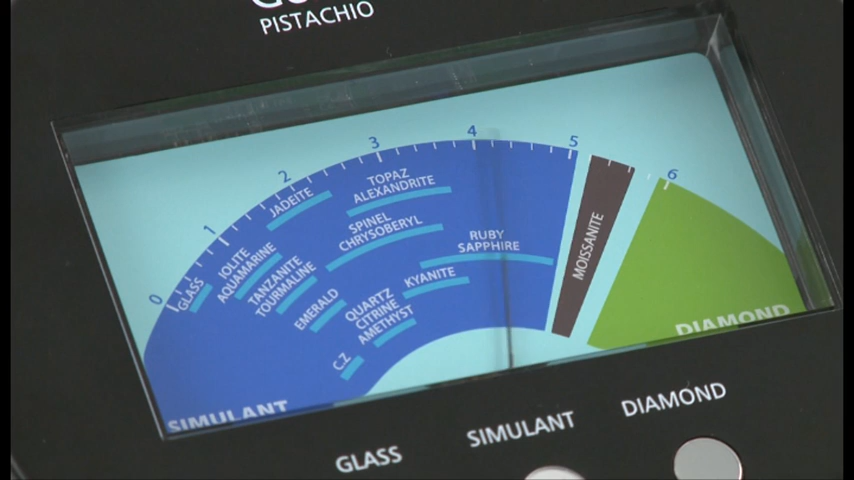 PISTACHIO
0
1
2
3
4
5
6
GLASS
IOLITE
AQUAMARINE
JADEITE
TOPAZ
ALEXANDRITE
TANZANITE
TOURMALINE
SPINEL
CHRYSOBERYL
RUBY
SAPPHIRE
EMERALD
QUARTZ
CITRINE
AMETHYST
KYANITE
CZ
MOISSANITE
SIMULANT
DIAMOND
GLASS
SIMULANT
DIAMOND